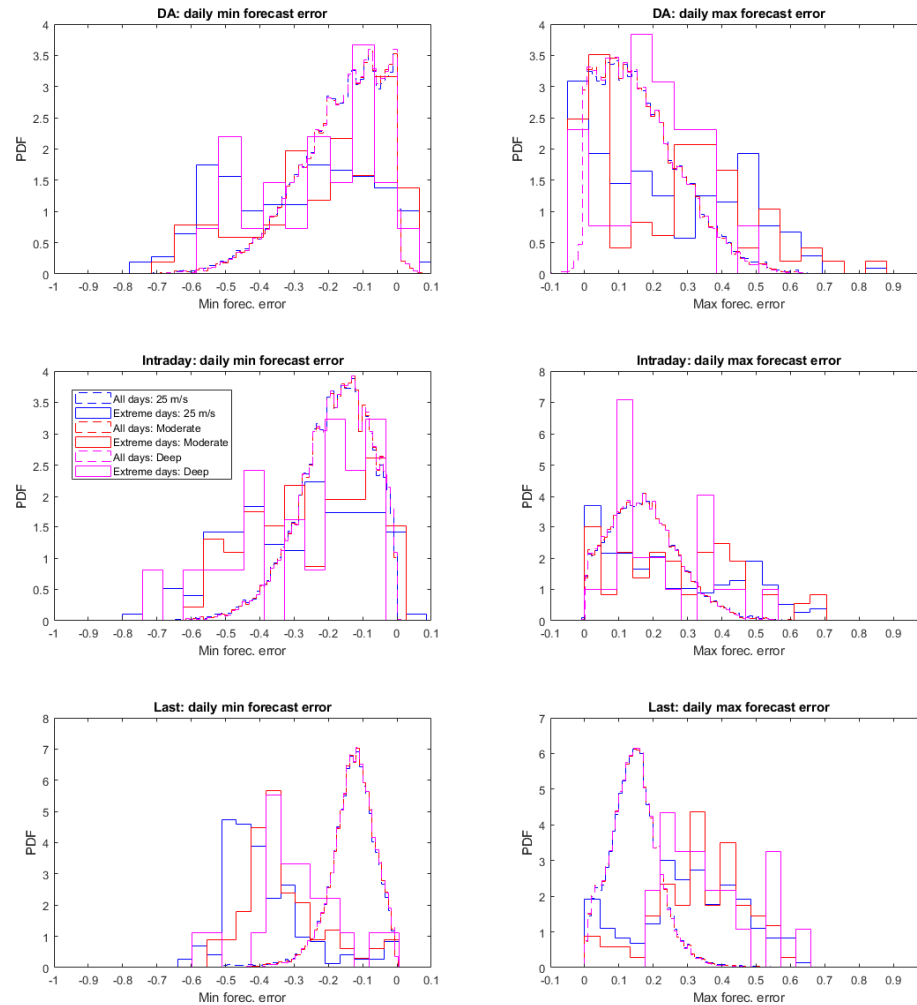 DA: daily min forecast error
4
3.5
3
2.5
2
1.5
1
0.5
0
PDF
-1 -0.9 -0.8 -0.7 -0.6 -0.5 -0.4 -0.3 -0.2 -0.1 0 0.1
Min forec. error
DA: daily max forecast error
4
3.5
3
2.5
2
1.5
1
0.5
0
PDF
-0.1 0 0.1 0.2 0.3 0.4 0.5 0.6 0.7 0.8 0.9
Max forec. error
Intraday: daily min forecast error
4
3.5
3
2.5
2
1.5
1
0.5
0
PDF
All days: 25 m/s
Extreme days: 25 m/s
All days: Moderate
Extreme days: Moderate
All days: Deep
Extreme days: Deep
-1 -0.9 -0.8 -0.7 -0.6 -0.5 -0.4 -0.3 -0.2 -0.1 0 0.1
Min forec. error
Intraday: daily max forecast error
8
7
6
5
4
3
2
1
0
PDF
-0.1 0 0.1 0.2 0.3 0.4 0.5 0.6 0.7 0.8 0.9
Max forec. error
Last: daily min forecast error
8
7
6
5
4
3
2
1
0
PDF
-1 -0.9 -0.8 -0.7 -0.6 -0.5 -0.4 -0.3 -0.2 -0.1 0 0.1
Min forec. error
Last: daily max forecast error
7
6
5
4
3
2
1
0
PDF
-0.1 0 0.1 0.2 0.3 0.4 0.5 0.6 0.7 0.8 0.9
Max forec. error